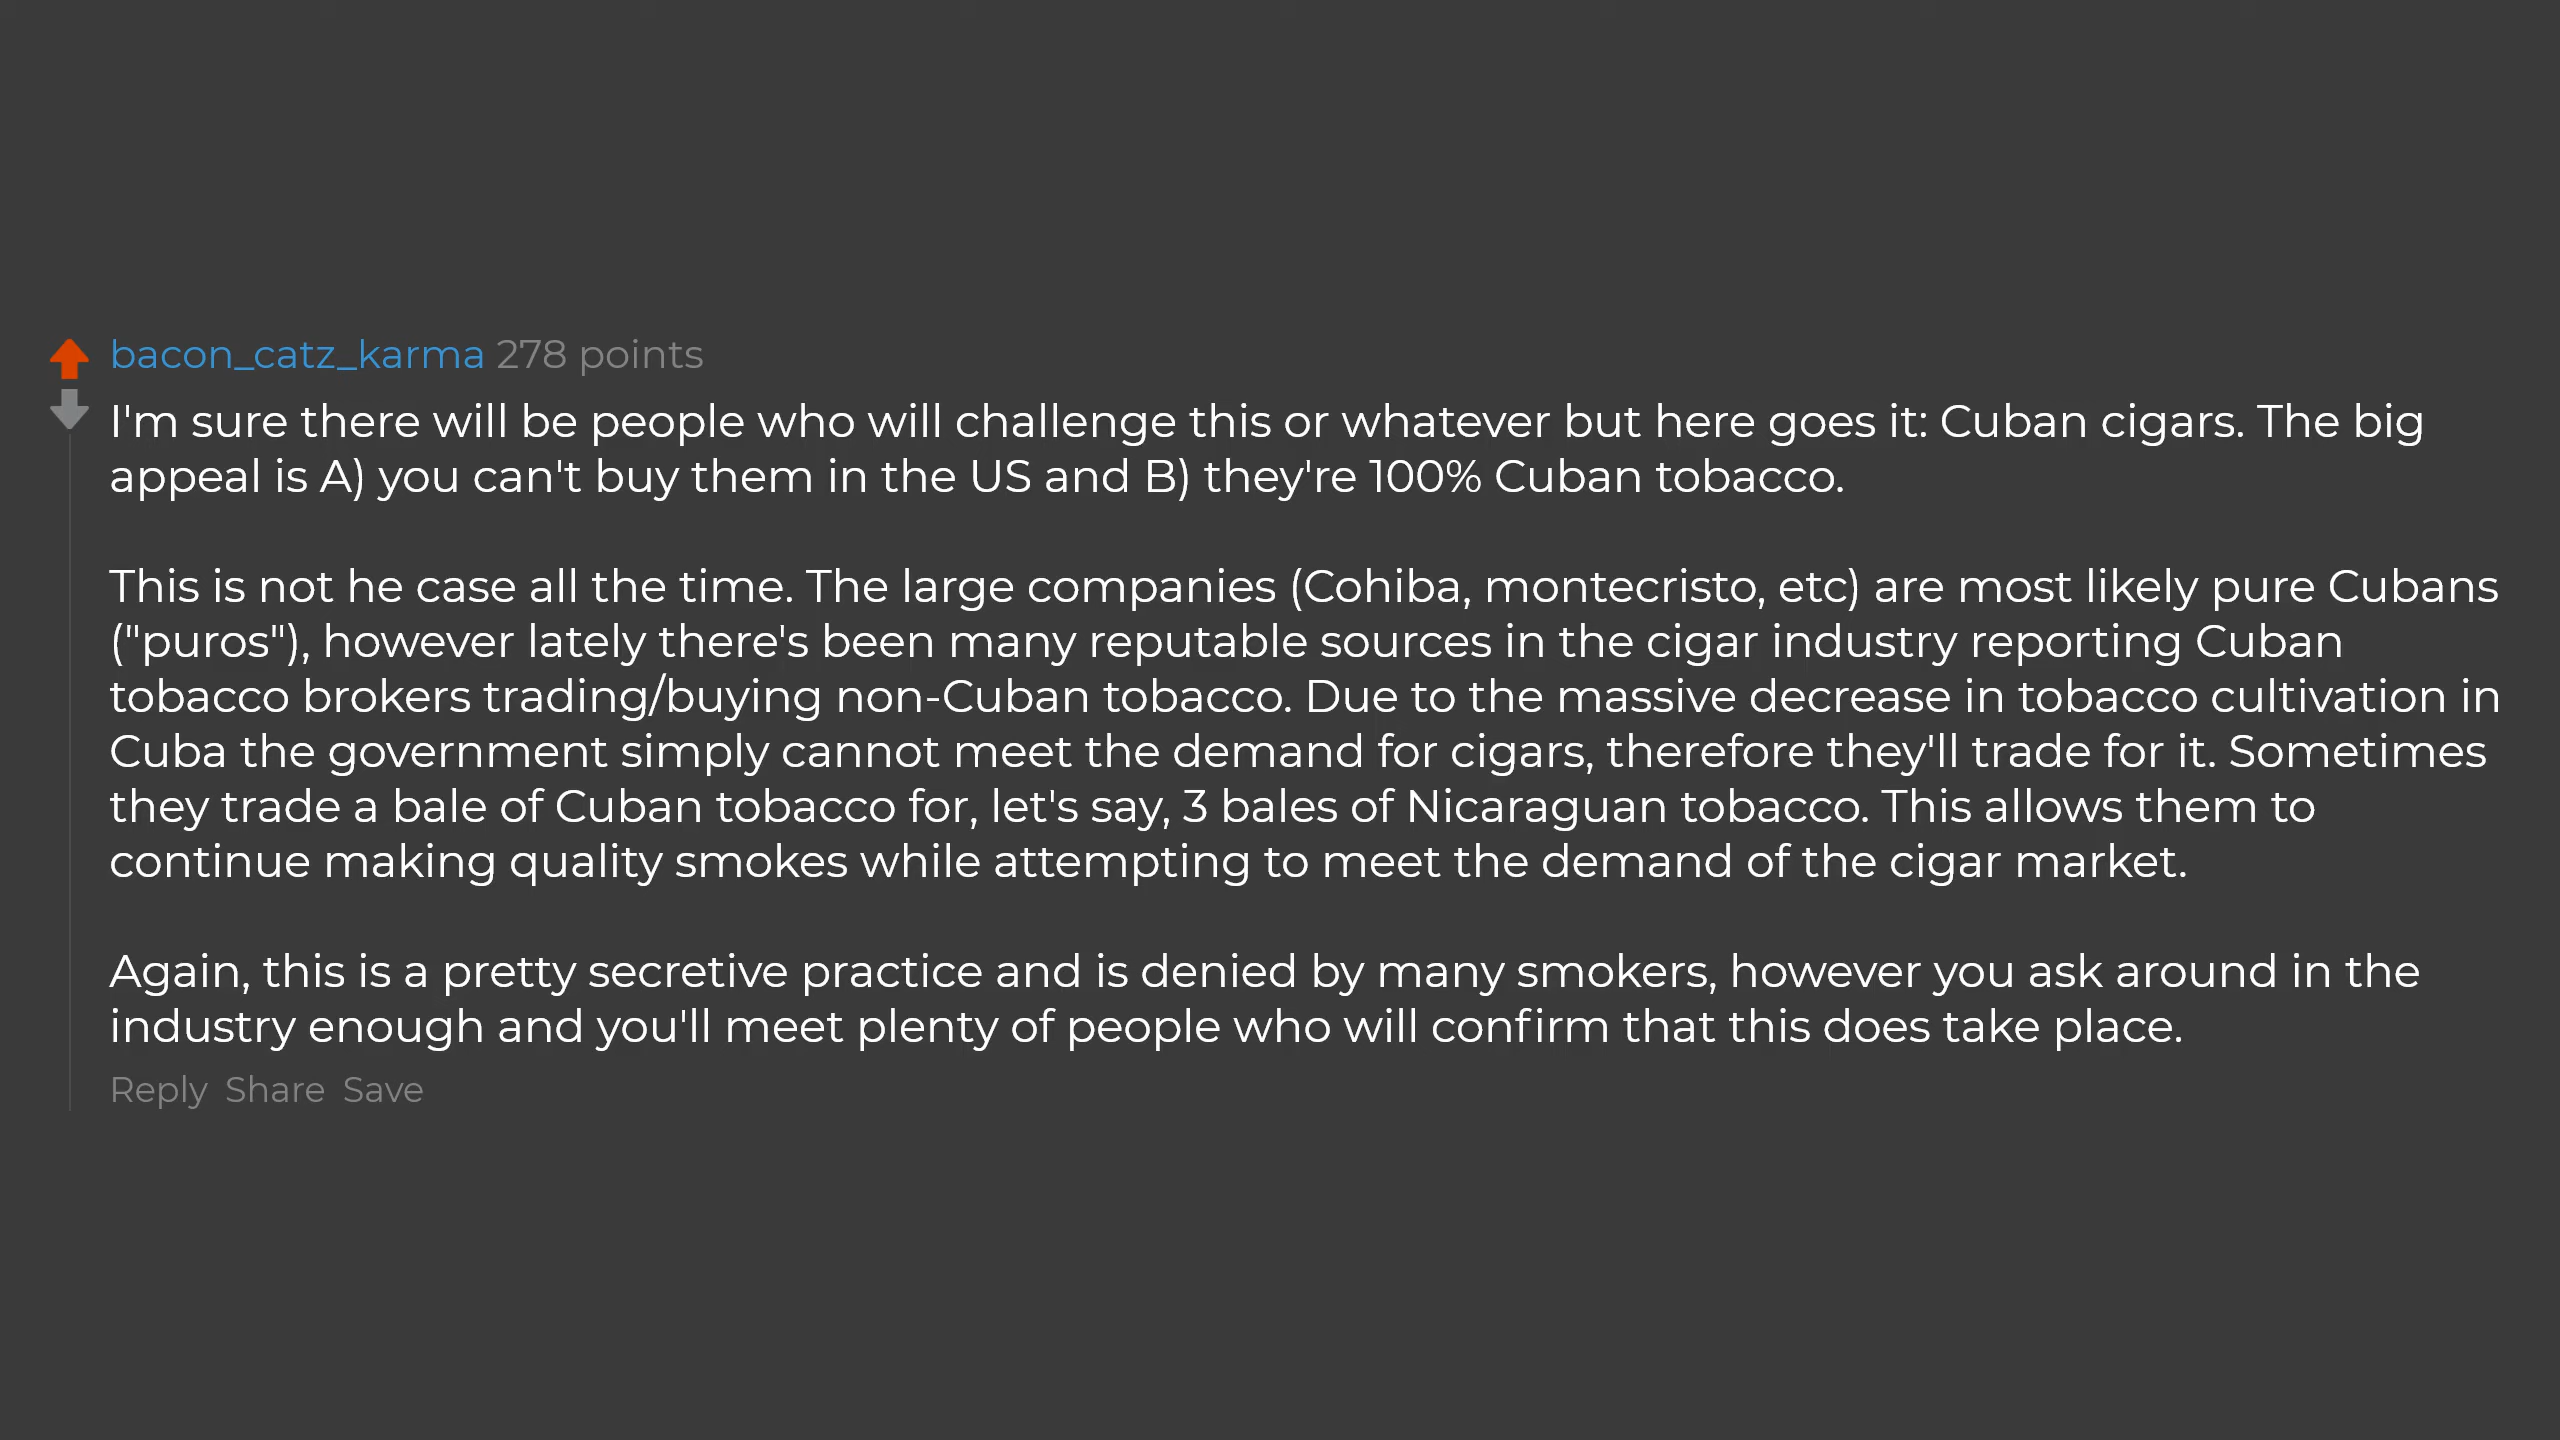 bacon_catz_karma 278 points
I'm sure there will be people who will challenge this or whatever but here goes it: Cuban cigars. The big
appeal is A) you can't buy them in the US and B) they're 100% Cuban tobacco.
This is not he case all the time. The large companies (Cohiba, montecristo, etc) are most likely pure Cubans
("puros"), however lately there's been many reputable sources in the cigar industry reporting Cuban
tobacco brokers trading/buying non-Cuban tobacco. Due to the massive decrease in tobacco cultivation in
Cuba the government simply cannot meet the demand for cigars, therefore they'll trade for it. Sometimes
they trade a bale of Cuban tobacco for, let's say, 3 bales of Nicaraguan tobacco. This allows them to
continue making quality smokes while attempting to meet the demand of the cigar market.
Again, this is a pretty secretive practice and is denied by many smokers, however you ask around in the
industry enough and you'll meet plenty of people who will confirm that this does take place.
Reply Share Save